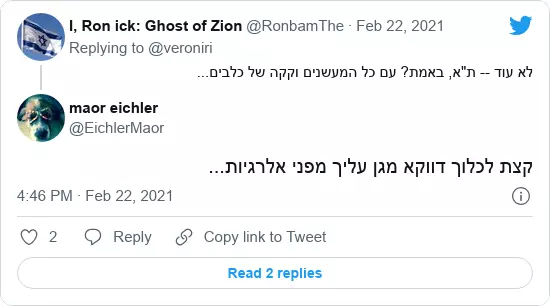 I, Ron ick: Ghost of Zion @RonbamThe · Feb 22, 2021
Replying to @veroniri
לא עוד -- ת"א, באמת? עם כל המעשנים וקקה של כלבים...
maor eichler
@EichlerMaor
קצת לכלוך דווקא מגן עליך מפני אלרגיות...
4:46 PM · Feb 22, 2021
2 Reply Copy link to Tweet
Read 2 replies